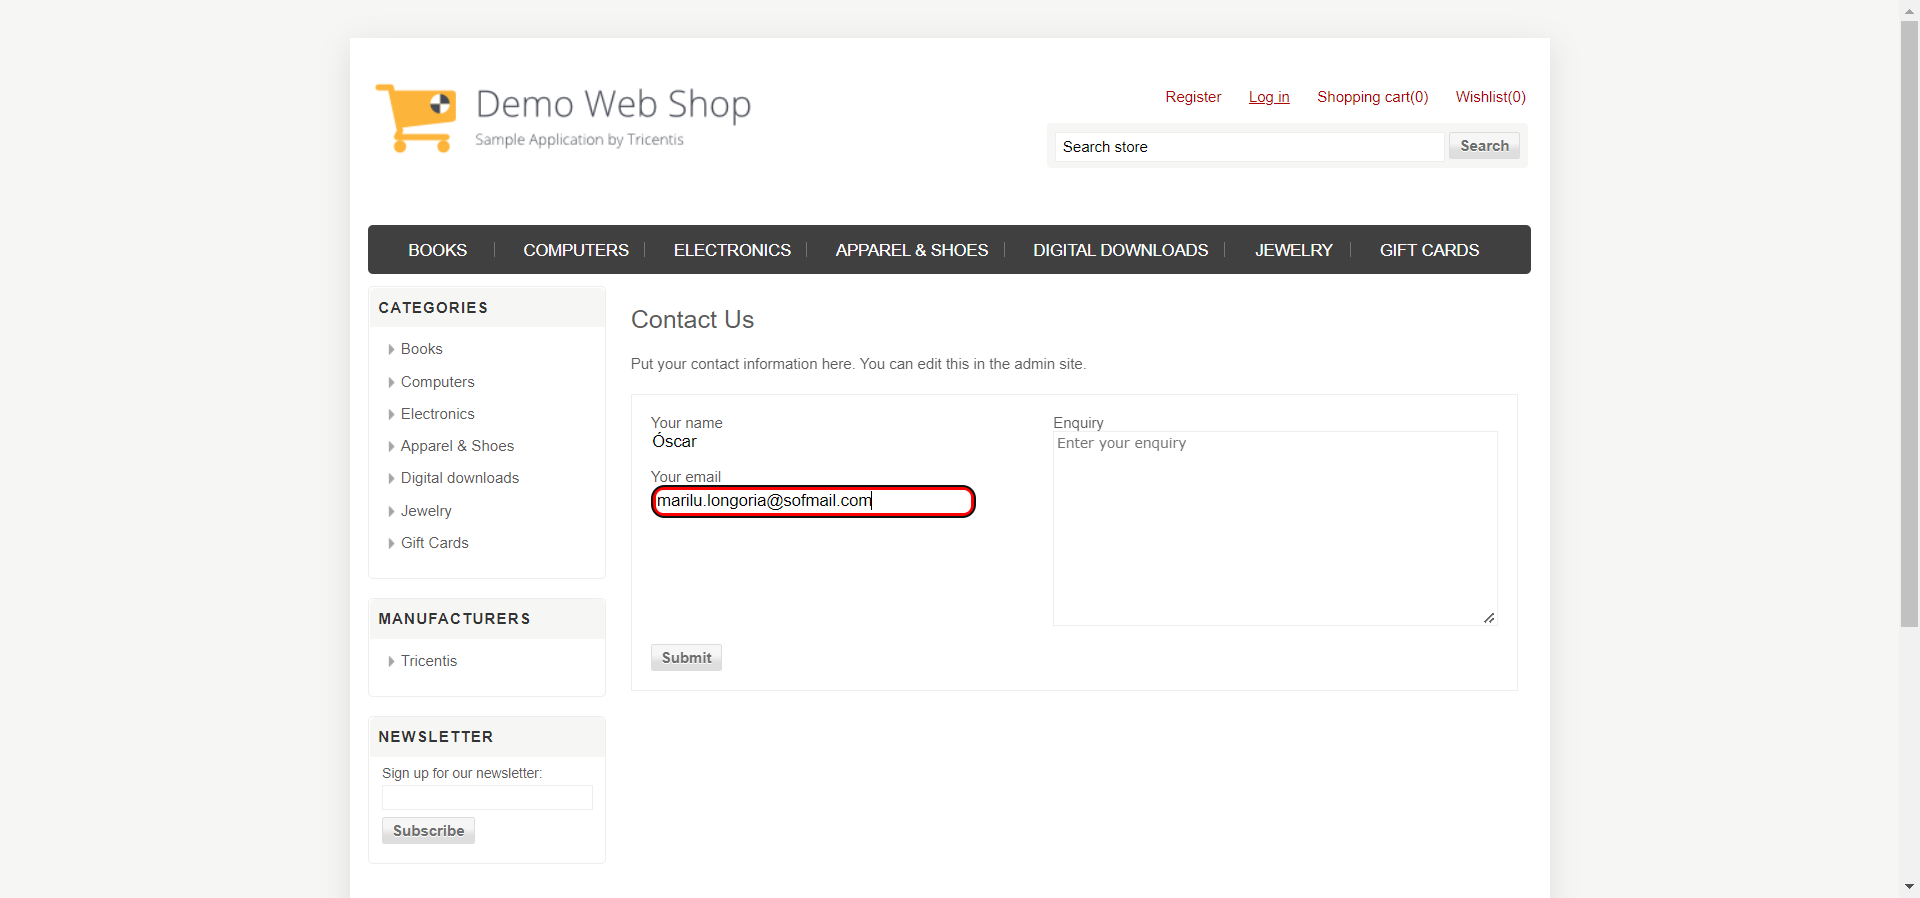 Demo Web Shop
Sample Application by Tricentis
Register Log in Shopping cart(0) Wishlist(0)
Search store Search
BOOKS COMPUTERS ELECTRONICS APPAREL & SHOES DIGITAL DOWNLOADS JEWELRY GIFT CARDS
CATEGORIES
Books
Computers
Electronics
Apparel & Shoes
Digital downloads
Jewelry
Gift Cards
MANUFACTURERS
Tricentis
NEWSLETTER
Sign up for our newsletter:
Subscribe
Contact Us
Put your contact information here. You can edit this in the admin site.
Your name
Óscar
Your email
marilu.longoria@sofmail.com
Enquiry
Enter your enquiry
Submit